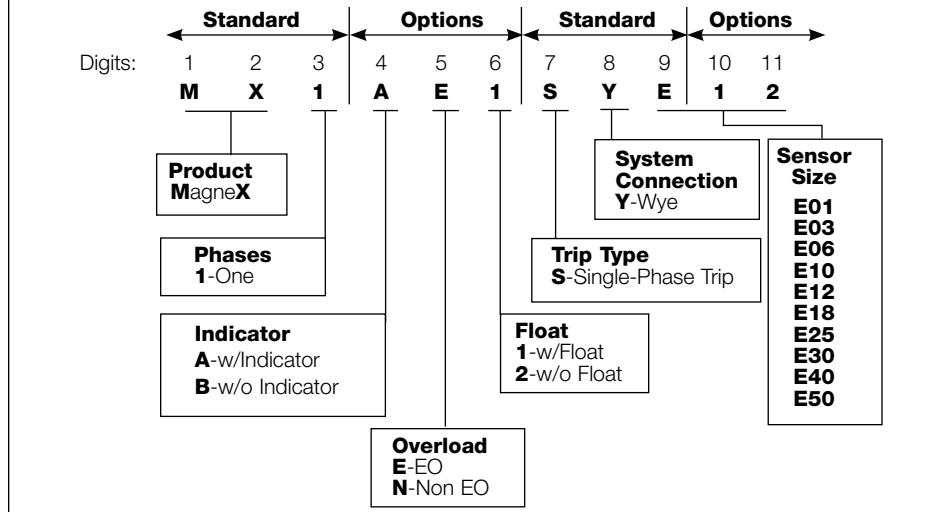 Standard Options Standard Options
Digits: 1 2 3 4 5 6 7 8 9 10 11
M X 1 A E 1 S Y E 1 2
Product
MagneX
Phases
1-One
Indicator
A-w/Indicator
B-w/o Indicator
Overload
E-EO
N-Non EO
Float
1-w/Float
2-w/o Float
Trip Type
S-Single-Phase Trip
System
Connection
Y-Wye
Sensor
Size
E01
E03
E06
E10
E12
E18
E25
E30
E40
E50